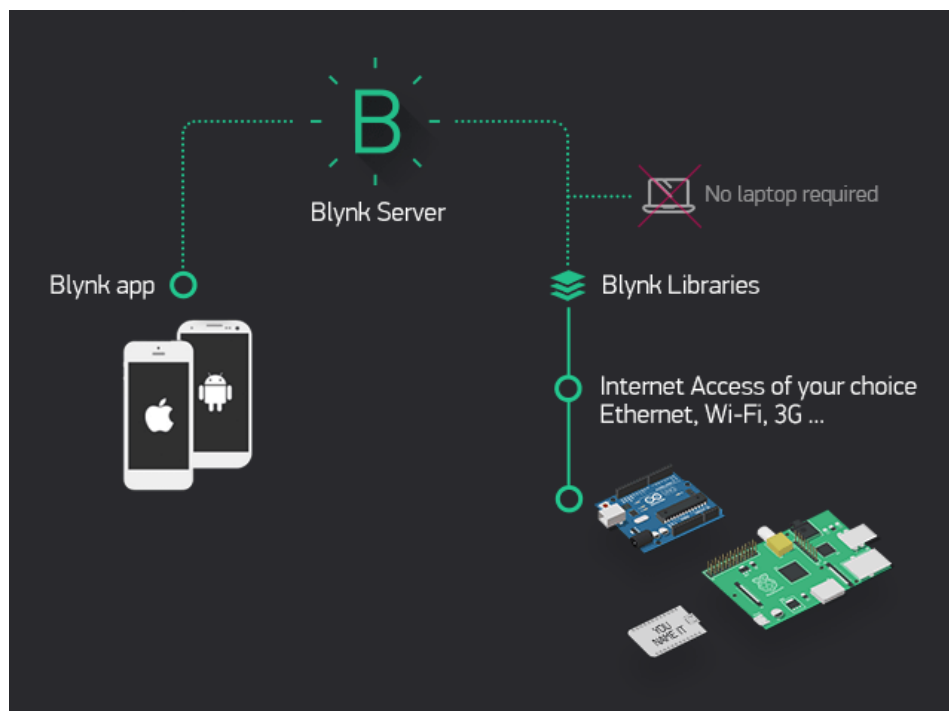 B
Blynk Server
No laptop required
Blynk app
Blynk Libraries
Internet Access of your choice
Ethernet, Wi-Fi, 3G ...
YOU
NAME IT